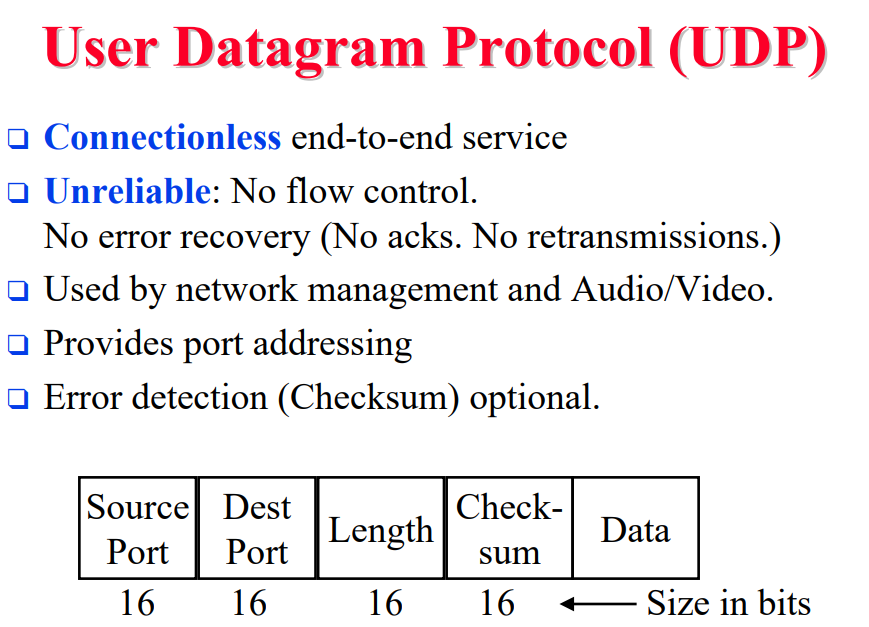 User Datagram Protocol (UDP)
Connectionless end-to-end service
Unreliable: No flow control.
No error recovery (No acks. No retransmissions.)
Used by network management and Audio/Video.
Provides port addressing
Error detection (Checksum) optional.
Source Port
Dest Port
Length
Check-
sum
Data
16 16 16 16 Size in bits